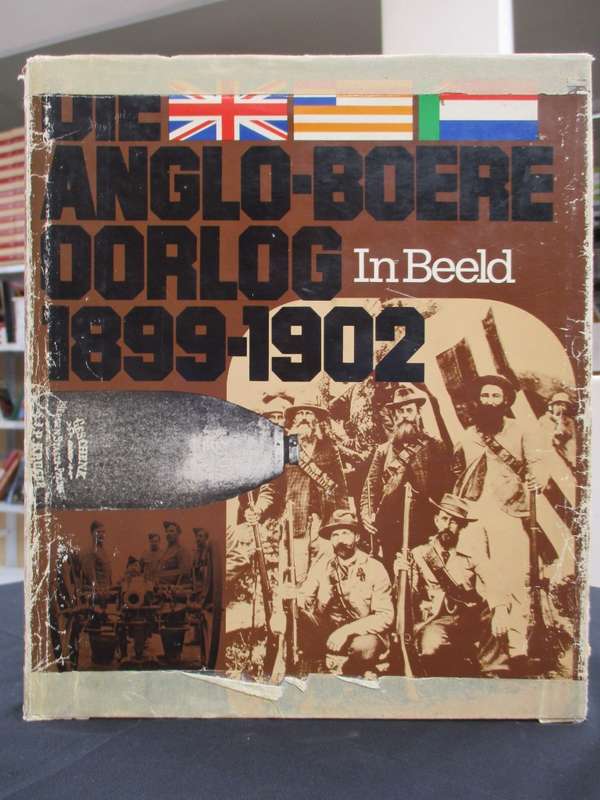 DIE
ANGLO-BOERE
OORLOG
In Beeld
1899-1902